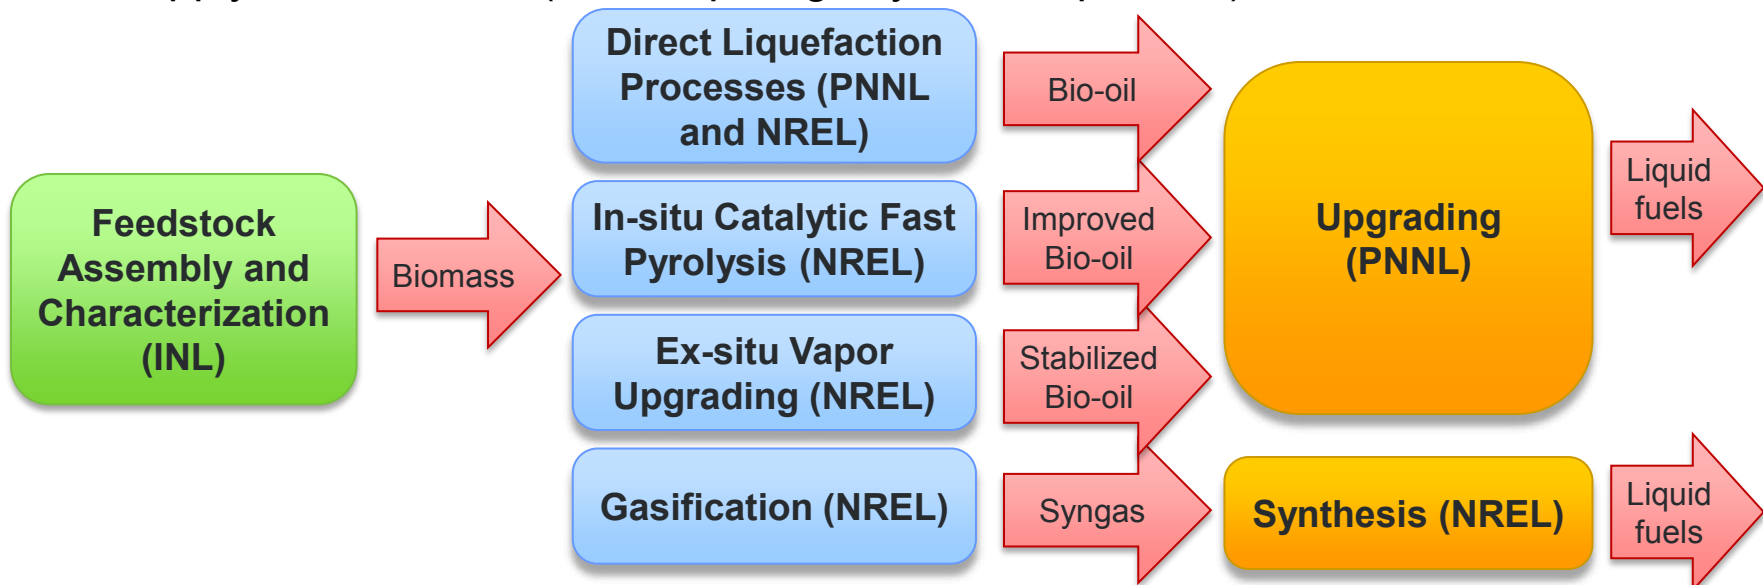 Direct Liquefaction
Processes (PNNL
and NREL)
Bio-oil
Feedstock
Assembly and
Characterization
(INL)
Biomass
In-situ Catalytic Fast
Pyrolysis (NREL)
Improved
Bio-oil
Upgrading
(PNNL)
Liquid
fuels
Ex-situ Vapor
Upgrading (NREL)
Stabilized
Bio-oil
Gasification (NREL)
Syngas
Synthesis (NREL)
Liquid
fuels